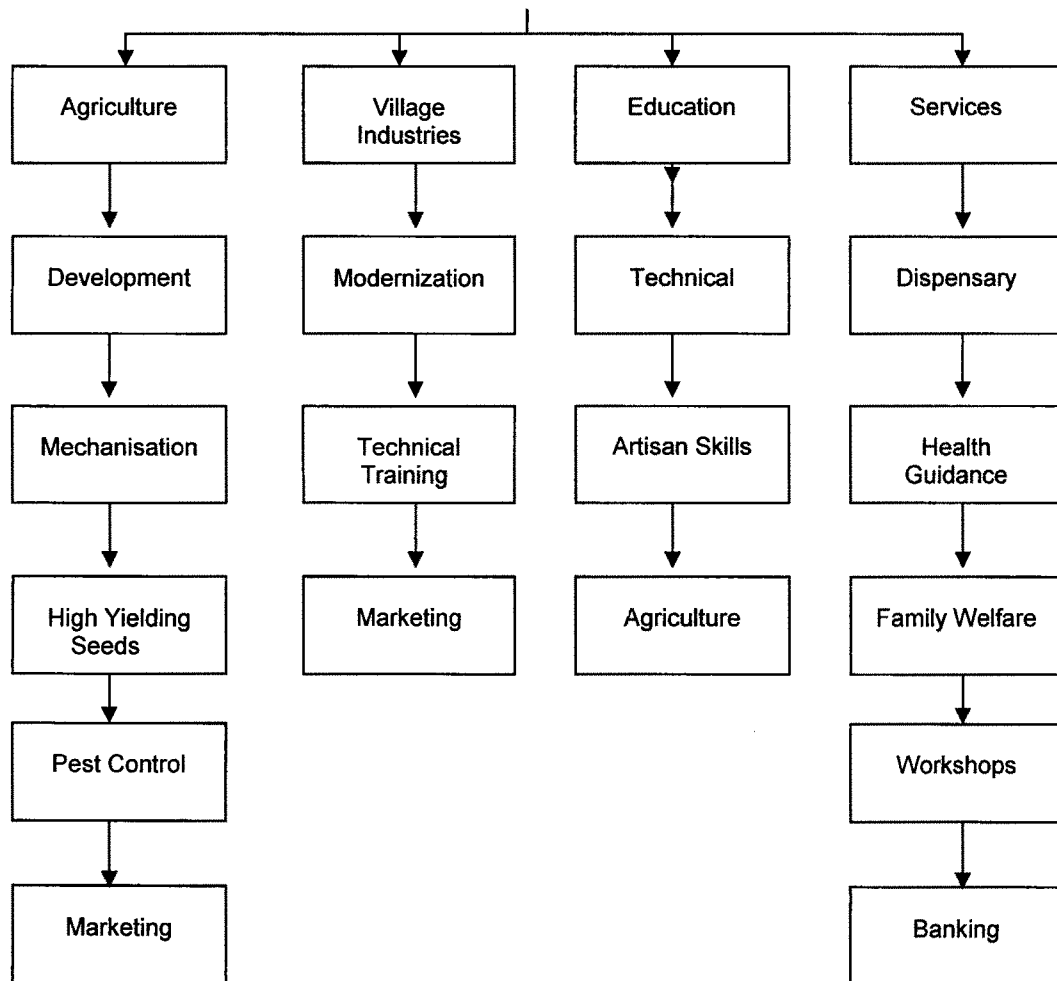 Agriculture
Village
Industries
Education
Services
Development
Modernization
Technical
Dispensary
Mechanisation
Technical
Training
Artisan Skills
Health
Guidance
High Yielding
Seeds
Marketing
Agriculture
Family Welfare
Pest Control
Workshops
Marketing
Banking